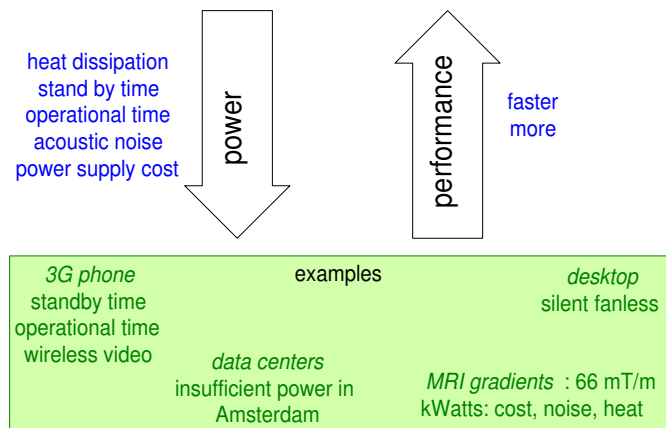 heat dissipation
stand by time
operational time
acoustic noise
power supply cost
power
performance
faster
more
examples
3G phone
standby time
operational time
wireless video
data centers
insufficient power in
Amsterdam
desktop
silent fanless
MRI gradients : 66 mT/m
kWatts: cost, noise, heat